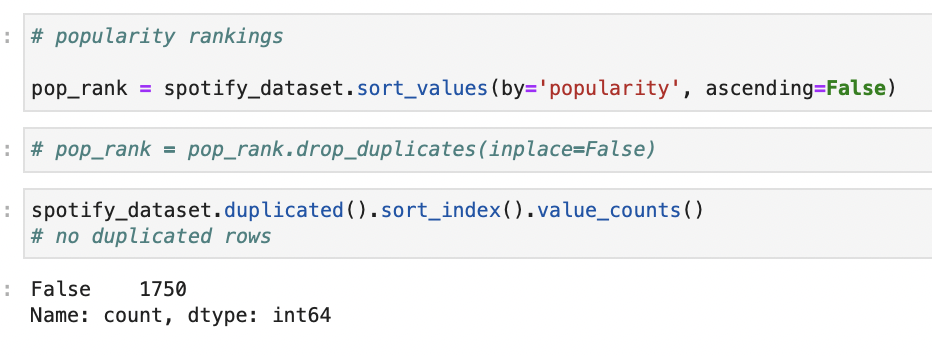 : # popularity rankings
pop_rank = spotify_dataset.sort_values(by='popularity', ascending=False)
: # pop_rank = pop_rank.drop_duplicates(inplace=False)
: spotify_dataset.duplicated().sort_index().value_counts()
# no duplicated rows
: False    1750
Name: count, dtype: int64